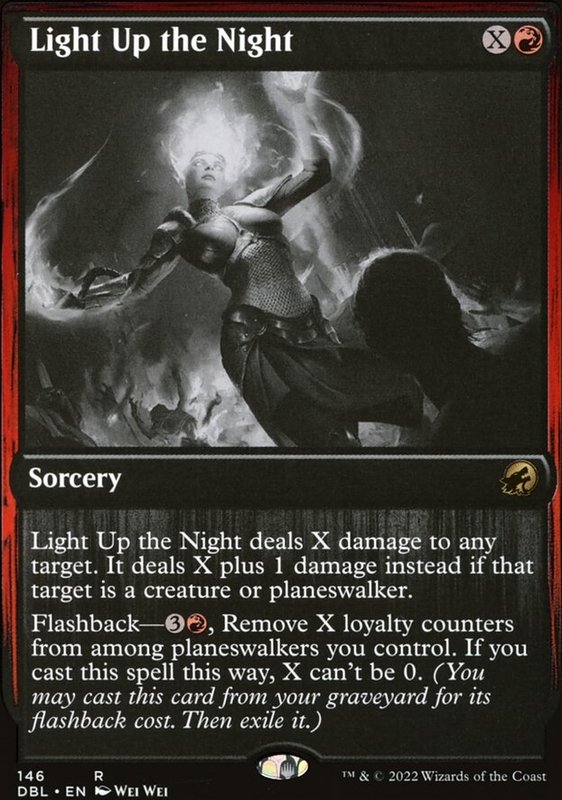 Light Up the Night
X
Sorcery
Light Up the Night deals X damage to any
target. It deals X plus 1 damage instead if that
target is a creature or planeswalker.
Flashback—3, Remove X loyalty counters
from among planeswalkers you control. If you
cast this spell this way, X can't be 0. (You
may cast this card from your graveyard for its
flashback cost. Then exile it.)
146 R
DBL • EN Wei Wei
™ & © 2022 Wizards of the Coast